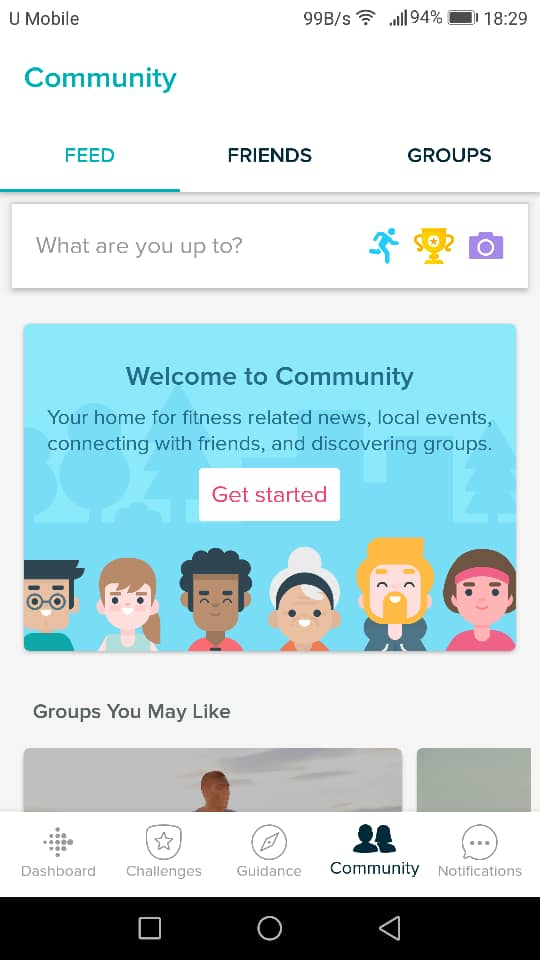 U Mobile 99B/s 94% 18:29
Community
FEED FRIENDS GROUPS
What are you up to?
Welcome to Community
Your home for fitness related news, local events,
connecting with friends, and discovering groups.
Get started
Groups You May Like
Dashboard Challenges Guidance Community Notifications